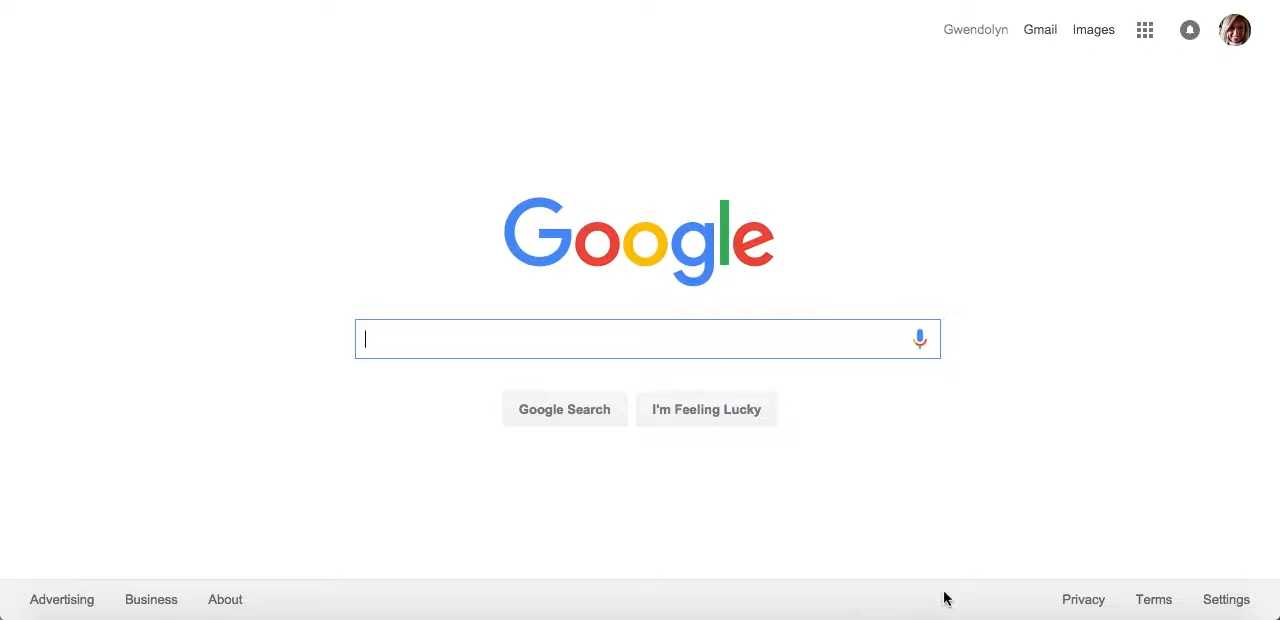 Gwendolyn Gmail Images
Google
Google Search I'm Feeling Lucky
Advertising Business About Privacy Terms Settings